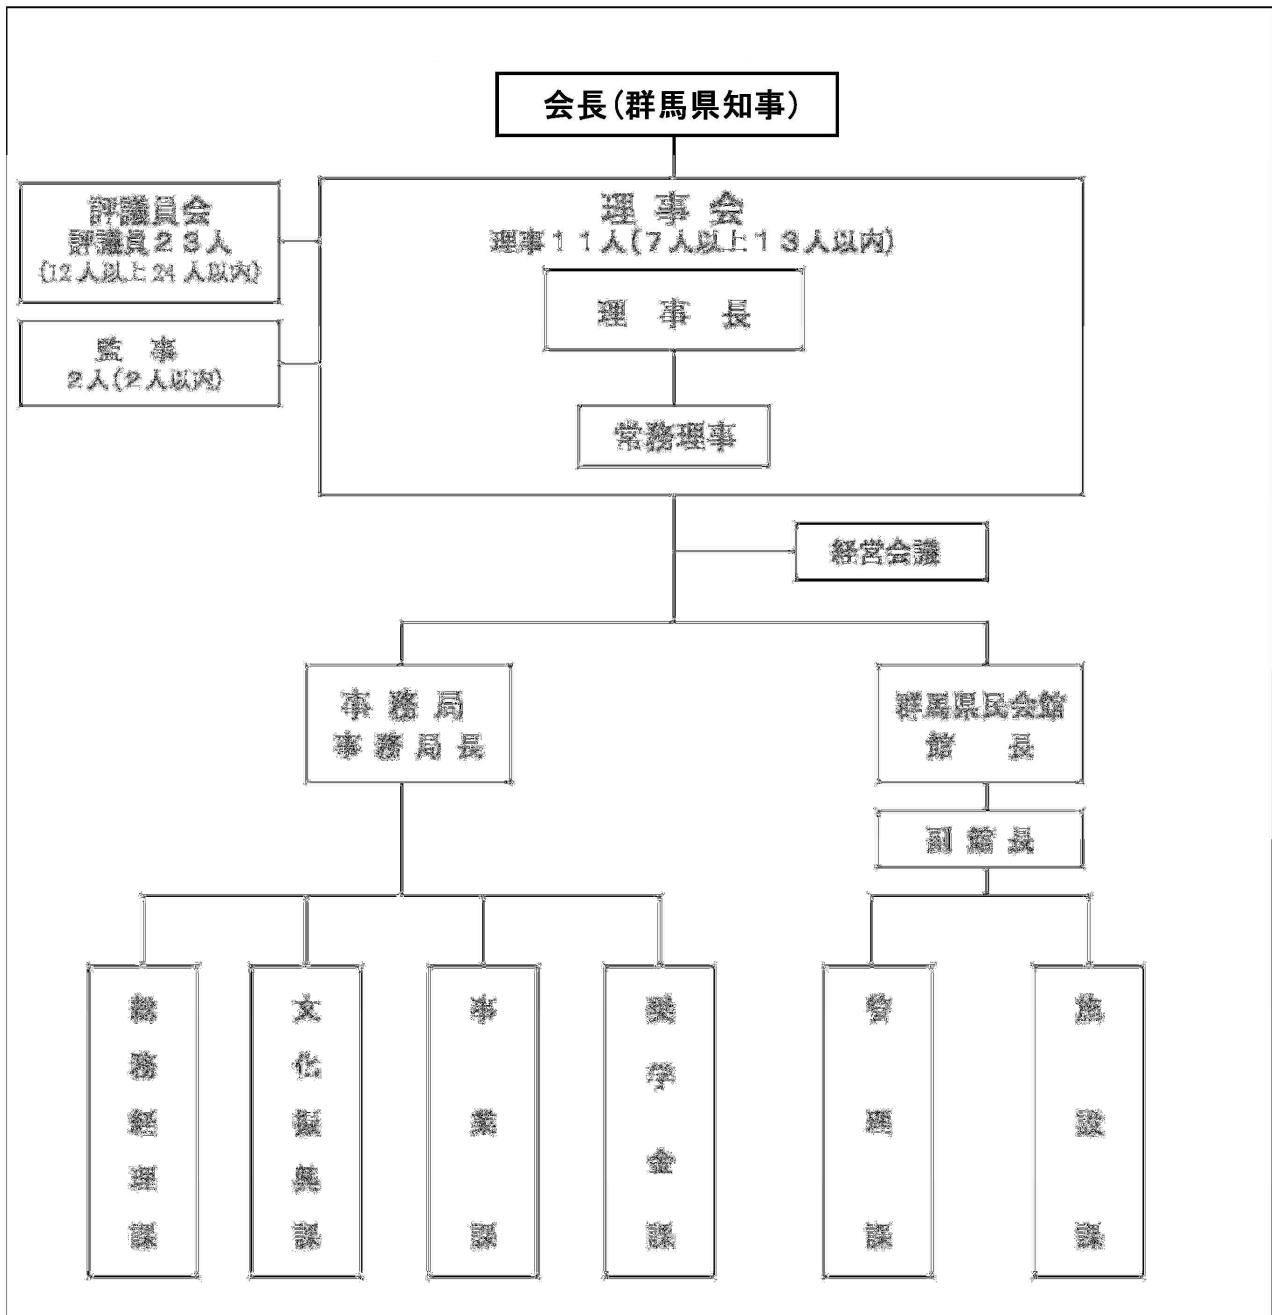 会長(群馬県知事)
評議員会
評議員23人
(12人以上24人以内)
理事会
理事11人(7人以上13人以内)
理事長
監事
2人(2人以内)
常務理事
経営会議
事務局
事務局長
群馬県民会館
館長
副館長
総務経理課
文化振興課
事業課
奨学金課
管理課
施設課